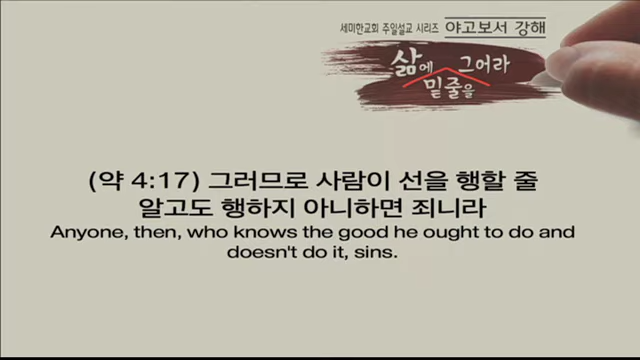 세미한교회 주일설교 시리즈 야고보서 강해
삶에 그어라
밑줄을
(약 4:17) 그러므로 사람이 선을 행할 줄
알고도 행하지 아니하면 죄니라
Anyone, then, who knows the good he ought to do and
doesn't do it, sins.